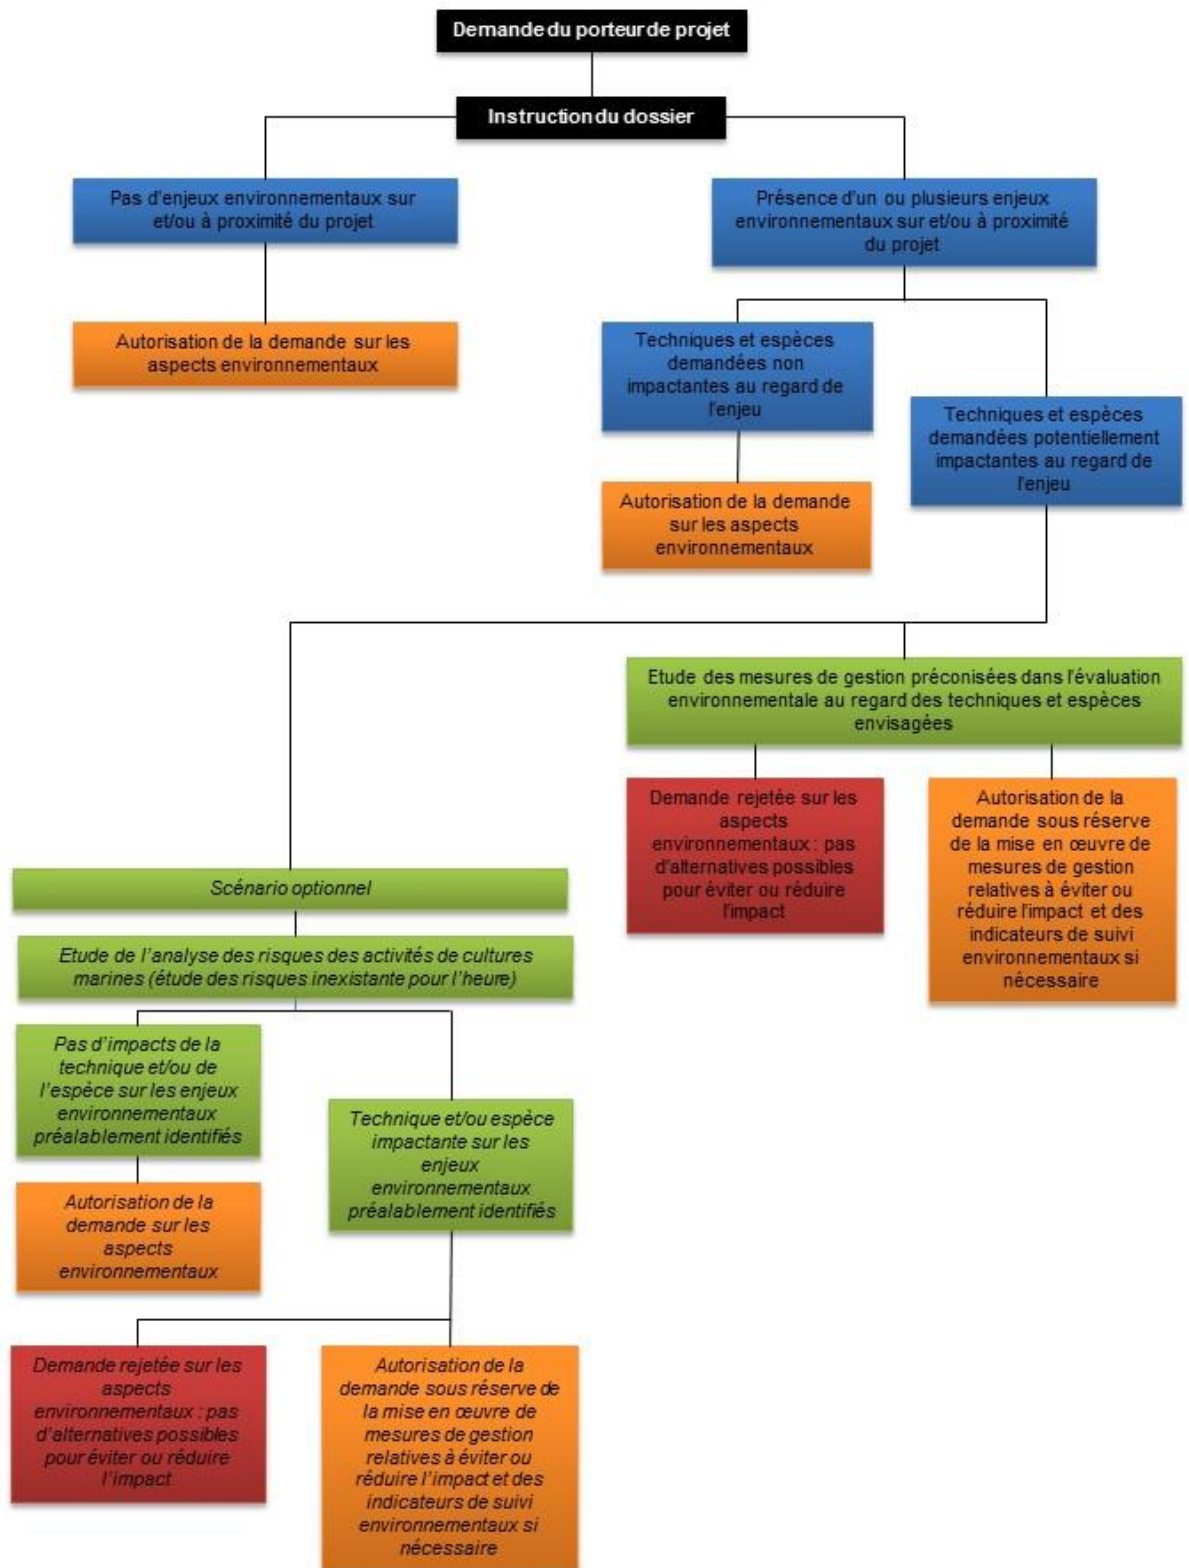 Demande du porteur de projet
Instruction du dossier
Pas d'enjeux environnementaux sur
et/ou à proximité du projet
Présence d'un ou plusieurs enjeux
environnementaux sur et/ou à proximité
du projet
Autorisation de la demande sur les
aspects environnementaux
Techniques et espèces
demandées non
impactantes au regard de
l'enjeu
Techniques et espèces
demandées potentiellement
impactantes au regard de
l'enjeu
Autorisation de la demande
sur les aspects
environnementaux
Etude des mesures de gestion préconisées dans l'évaluation
environnementale au regard des techniques et espèces
envisagées
Demande rejetée sur les
aspects
environnementaux : pas
d'alternatives possibles
pour éviter ou réduire
l'impact
Autorisation de la
demande sous réserve
de la mise en œuvre de
mesures de gestion
relatives à éviter ou
réduire l'impact et des
indicateurs de suivi
environnementaux si
nécessaire
Scénario optionnel
Etude de l'analyse des risques des activités de cultures
marines (étude des risques inexistante pour l'heure)
Pas d'impacts de la
technique et/ou de
l'espèce sur les enjeux
environnementaux
préalablement identifiés
Technique et/ou espèce
impactante sur les
enjeux
environnementaux
préalablement identifiés
Autorisation de la
demande sur les
aspects
environnementaux
Demande rejetée sur les
aspects
environnementaux : pas
d'alternatives possibles
pour éviter ou réduire
l'impact
Autorisation de la
demande sous réserve de
la mise en œuvre de
mesures de gestion
relatives à éviter ou
réduire l'impact et des
indicateurs de suivi
environnementaux si
nécessaire